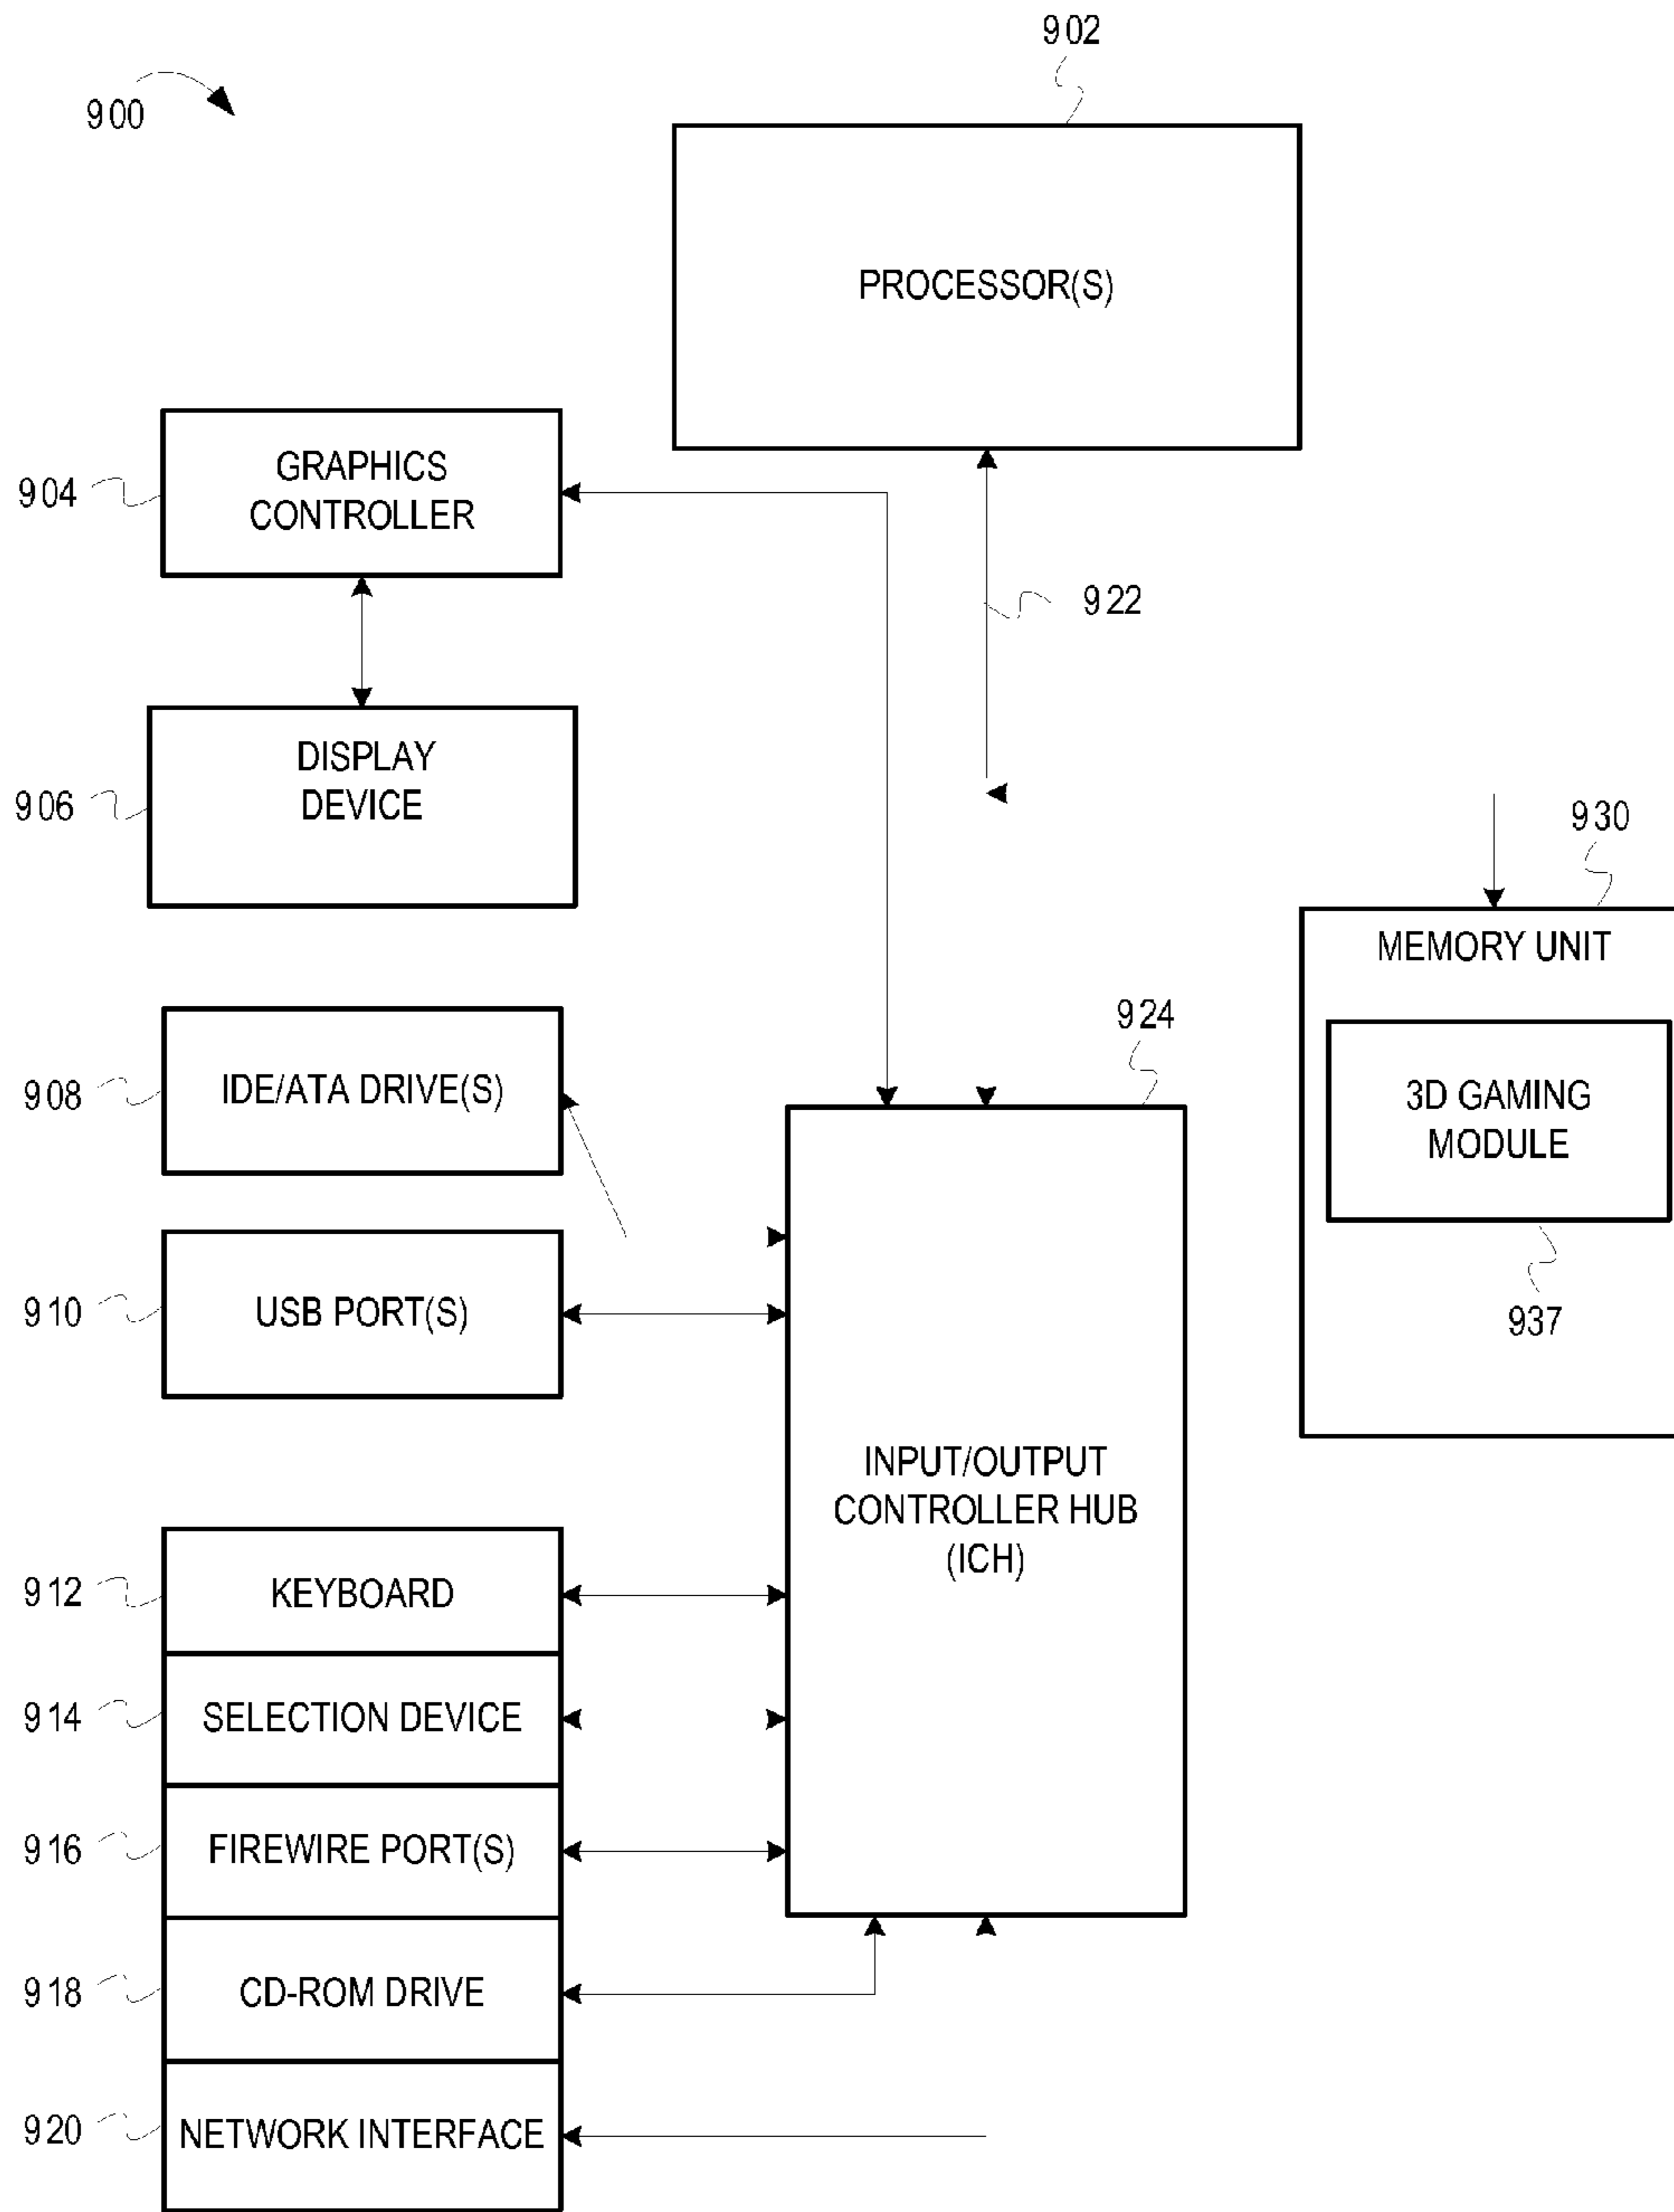 902
900
PROCESSOR(S)
GRAPHICS
CONTROLLER
904
922
DISPLAY
DEVICE
906
930
MEMORY UNIT
924
908
IDE/ATA DRIVE(S)
3D GAMING
MODULE
910
USB PORT(S)
937
INPUT/OUTPUT
CONTROLLER HUB
(ICH)
912
KEYBOARD
914
SELECTION DEVICE
916
FIREWIRE PORT(S)
918
CD-ROM DRIVE
920
NETWORK INTERFACE